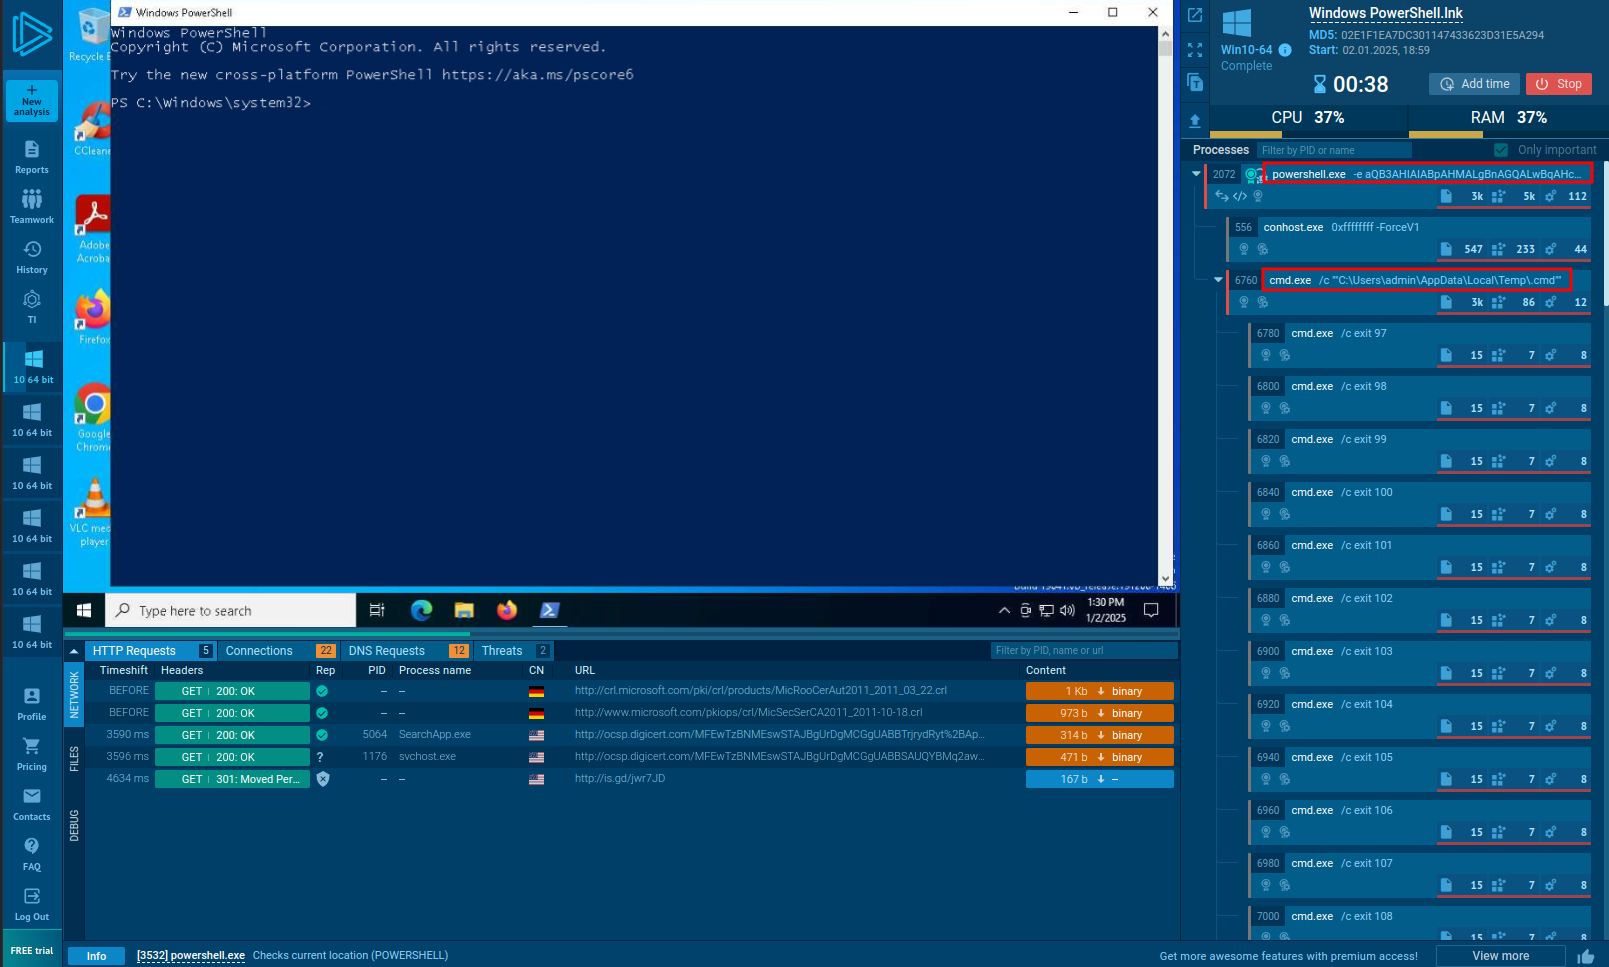 New
analysis
Reports
Teamwork
History
TI
10 64 bit
10 64 bit
10 64 bit
10 64 bit
10 64 bit
10 64 bit
Profile
Pricing
Contacts
FAQ
Log Out
FREE trial
Recycle
CCleane
Adobe
Acroba
Firefox
Google
Chrom
VLC med
player
Windows PowerShell
Windows PowerShell
Copyright (C) Microsoft Corporation. All rights reserved.
Try the new cross-platform PowerShell https://aka.ms/pscore6
PS C:\Windows\system32>
Type here to search
1:30 PM
1/2/2025
HTTP Requests 5
Connections 22
DNS Requests 12
Threats 2
Filter by PID, name or url
NETWORK
FILES
DEBUG
Timeshift Headers Rep PID Process name CN URL Content
BEFORE GET 200: OK – – http://crl.microsoft.com/pki/crl/products/MicRooCerAut2011_2011_03_22.crl 1 Kb binary
BEFORE GET 200: OK – – http://www.microsoft.com/pkiops/crl/MicSecSerCA2011_2011-10-18.crl 973 b binary
3590 ms GET 200: OK 5064 SearchApp.exe http://ocsp.digicert.com/MFEwTzBNMEswSTAJBgUrDgMCGgUABBTrjrydRyt%2BAp... 314 b binary
3596 ms GET 200: OK ? 1176 svchost.exe http://ocsp.digicert.com/MFEwTzBNMEswSTAJBgUrDgMCGgUABBSAUQYBMq2aw... 471 b binary
4634 ms GET 301: Moved Per... – – http://is.gd/jwr7JD 167 b –
Info [3532] powershell.exe Checks current location (POWERSHELL)
Get more awesome features with premium access! View more
Win10-64
Complete
Windows PowerShell.lnk
MD5: 02E1F1EA7DC301147433623D31E5A294
Start: 02.01.2025, 18:59
00:38
Add time
Stop
CPU 37%
RAM 37%
Processes Filter by PID or name Only important
2072 powershell.exe -e aQB3AHIAIABpAHMALgBnAGQALwBqAHc...
3k 5k 112
556 conhost.exe 0xffffffff -ForceV1
547 233 44
6760 cmd.exe /c ""C:\Users\admin\AppData\Local\Temp\.cmd""
3k 86 12
6780 cmd.exe /c exit 97
15 7 8
6800 cmd.exe /c exit 98
15 7 8
6820 cmd.exe /c exit 99
15 7 8
6840 cmd.exe /c exit 100
15 7 8
6860 cmd.exe /c exit 101
15 7 8
6880 cmd.exe /c exit 102
15 7 8
6900 cmd.exe /c exit 103
15 7 8
6920 cmd.exe /c exit 104
15 7 8
6940 cmd.exe /c exit 105
15 7 8
6960 cmd.exe /c exit 106
15 7 8
6980 cmd.exe /c exit 107
15 7 8
7000 cmd.exe /c exit 108
15 7 8